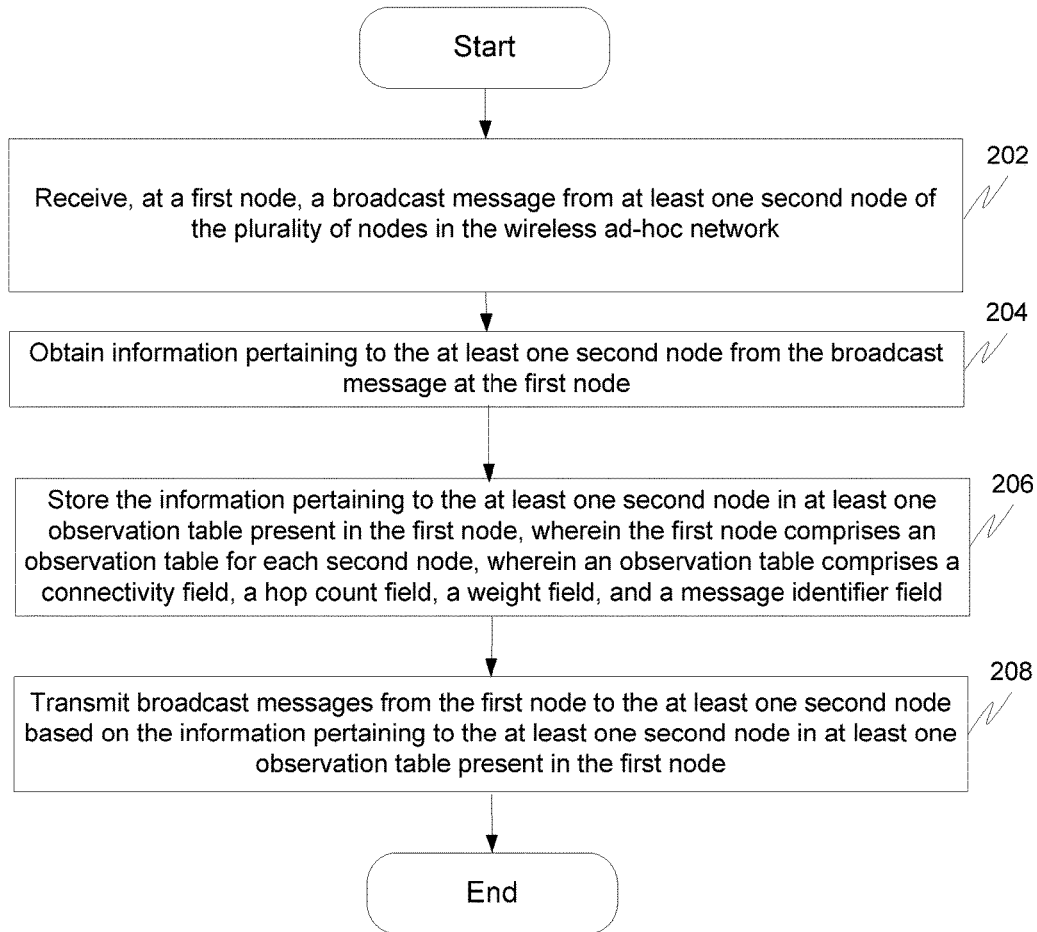 Start
202
Receive, at a first node, a broadcast message from at least one second node of
the plurality of nodes in the wireless ad-hoc network
204
Obtain information pertaining to the at least one second node from the broadcast
message at the first node
206
Store the information pertaining to the at least one second node in at least one
observation table present in the first node, wherein the first node comprises an
observation table for each second node, wherein an observation table comprises a
connectivity field, a hop count field, a weight field, and a message identifier field
208
Transmit broadcast messages from the first node to the at least one second node
based on the information pertaining to the at least one second node in at least one
observation table present in the first node
End